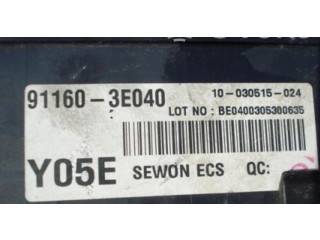 91160-3E040
10-030515-024
LOT NO : BE0400305300635
Y05E SEWON ECS QC: